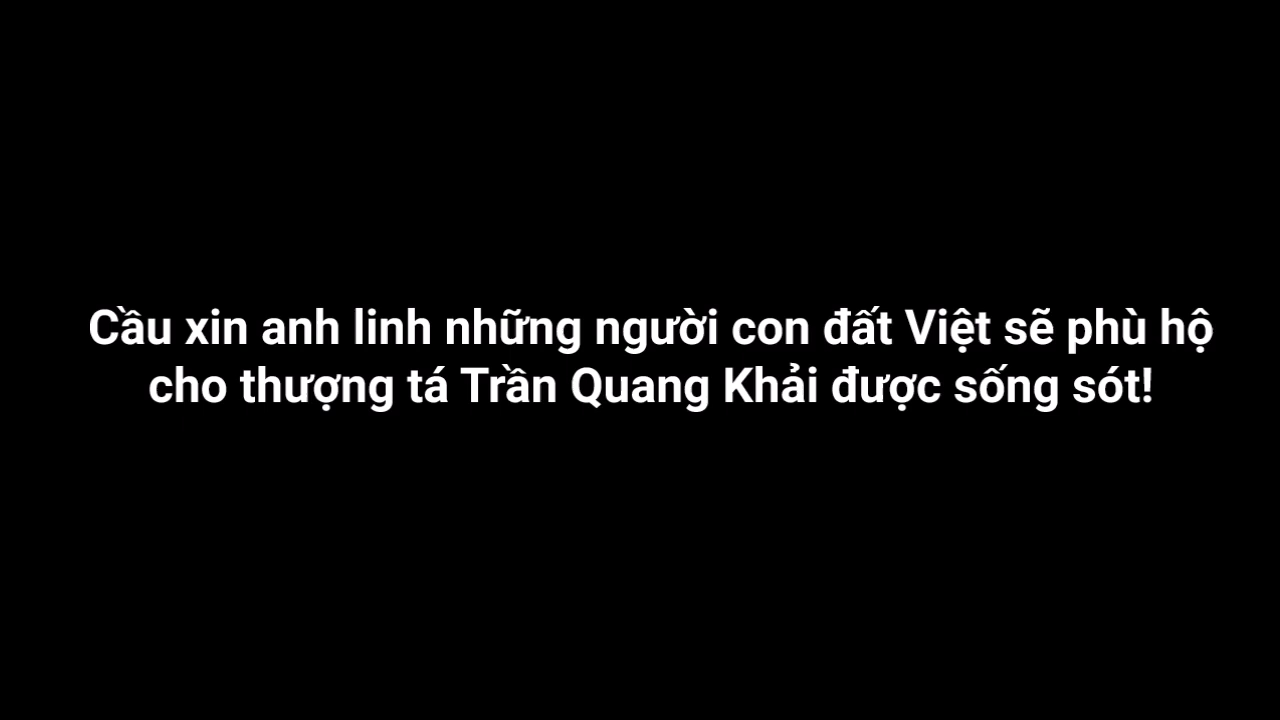 Cầu xin anh linh những người con đất Việt sẽ phù hộ
cho thượng tá Trần Quang Khải được sống sót!